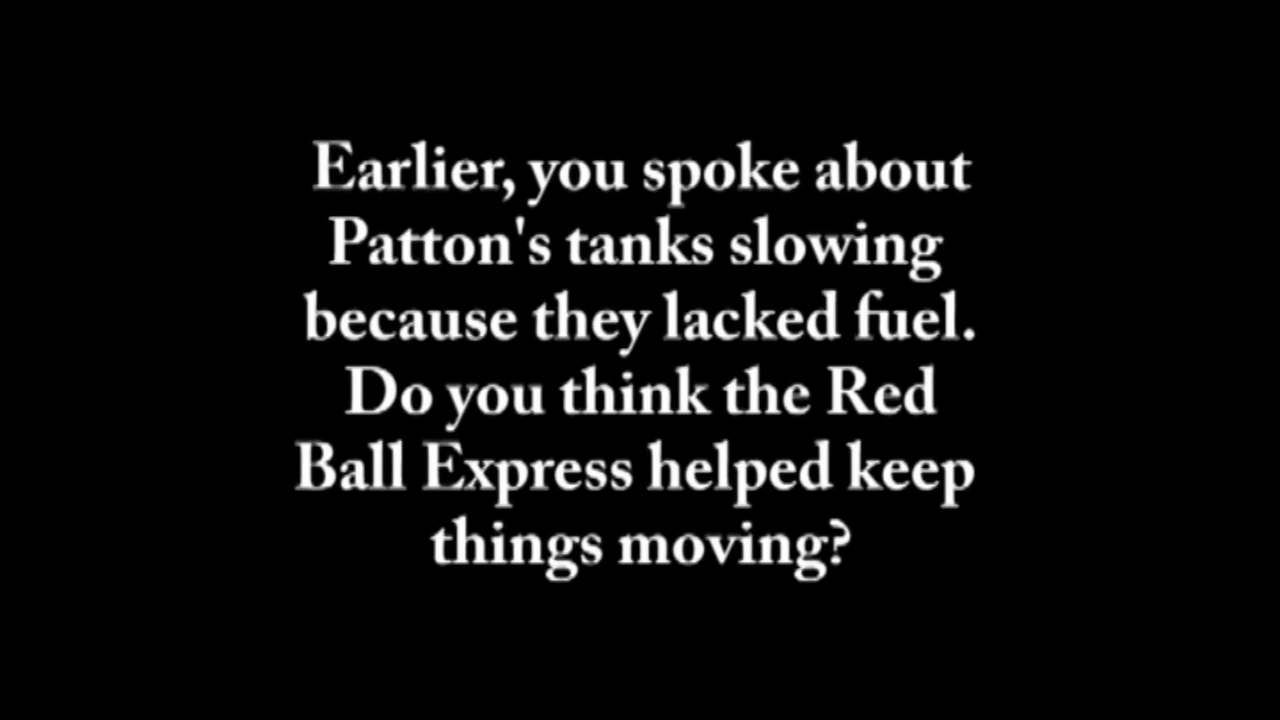 Earlier, you spoke about
Patton's tanks slowing
because they lacked fuel.
Do you think the Red
Ball Express helped keep
things moving?